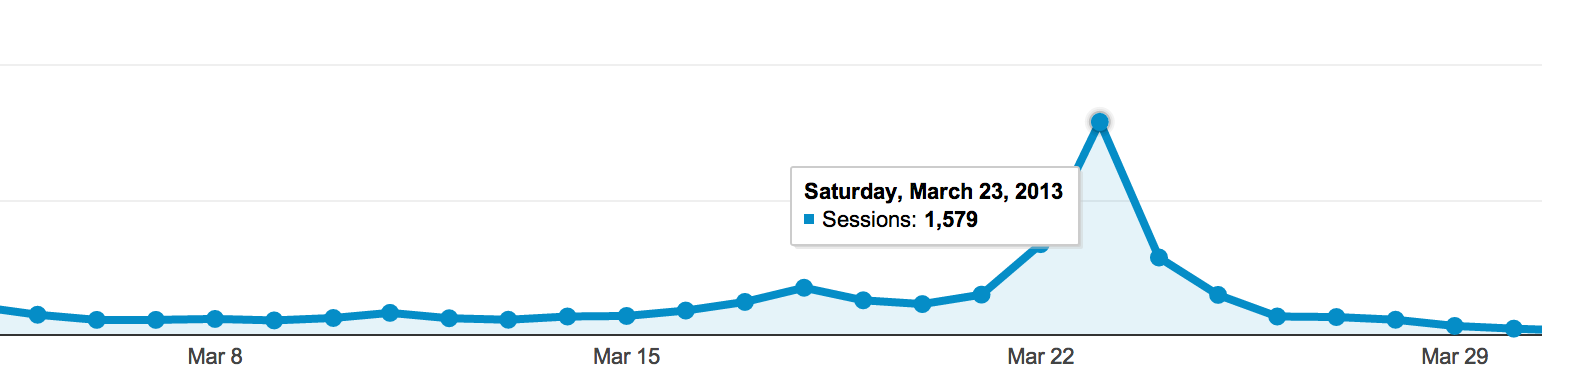 Saturday, March 23, 2013
Sessions: 1,579
Mar 8
Mar 15
Mar 22
Mar 29